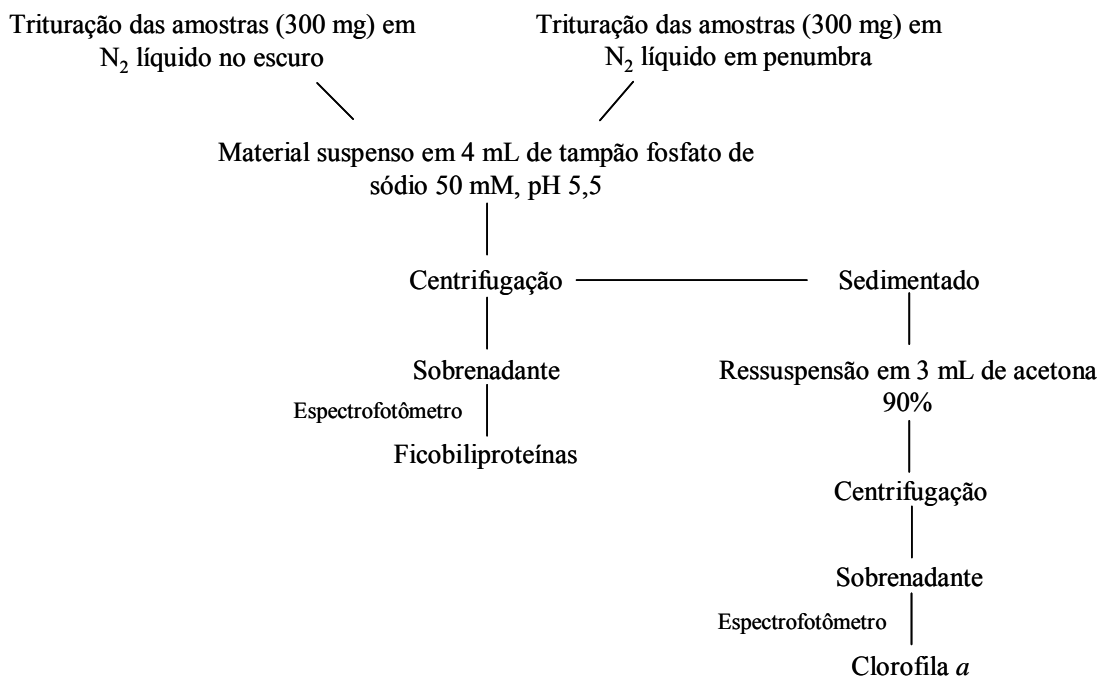 Trituração das amostras (300 mg) em
N₂ líquido no escuro
Trituração das amostras (300 mg) em
N₂ líquido em penumbra
Material suspenso em 4 mL de tampão fosfato de
sódio 50 mM, pH 5,5
Centrifugação
Sedimentado
Sobrenadante
Ressuspensão em 3 mL de acetona
90%
Espectrofotômetro
Ficobiliproteínas
Centrifugação
Sobrenadante
Espectrofotômetro
Clorofila a